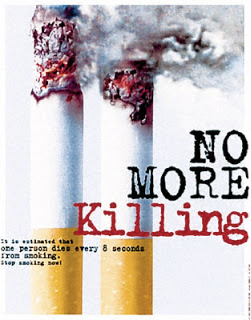 NO
MORE
Killing
It is estimated that
one person dies every 8 seconds
from smoking.
Stop smoking now!